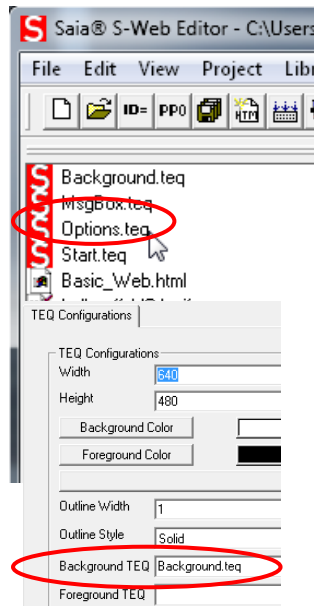 Saia® S-Web Editor - C:\Users
File Edit View Project Libr
ID= PP0 HTM
Background.teq
MsgBox.teq
Options.teq
Start.teq
Basic_Web.html
TEQ Configurations
TEQ Configurations
Width 640
Height 480
Background Color
Foreground Color
Outline Width 1
Outline Style Solid
Background TEQ Background.teq
Foreground TEQ